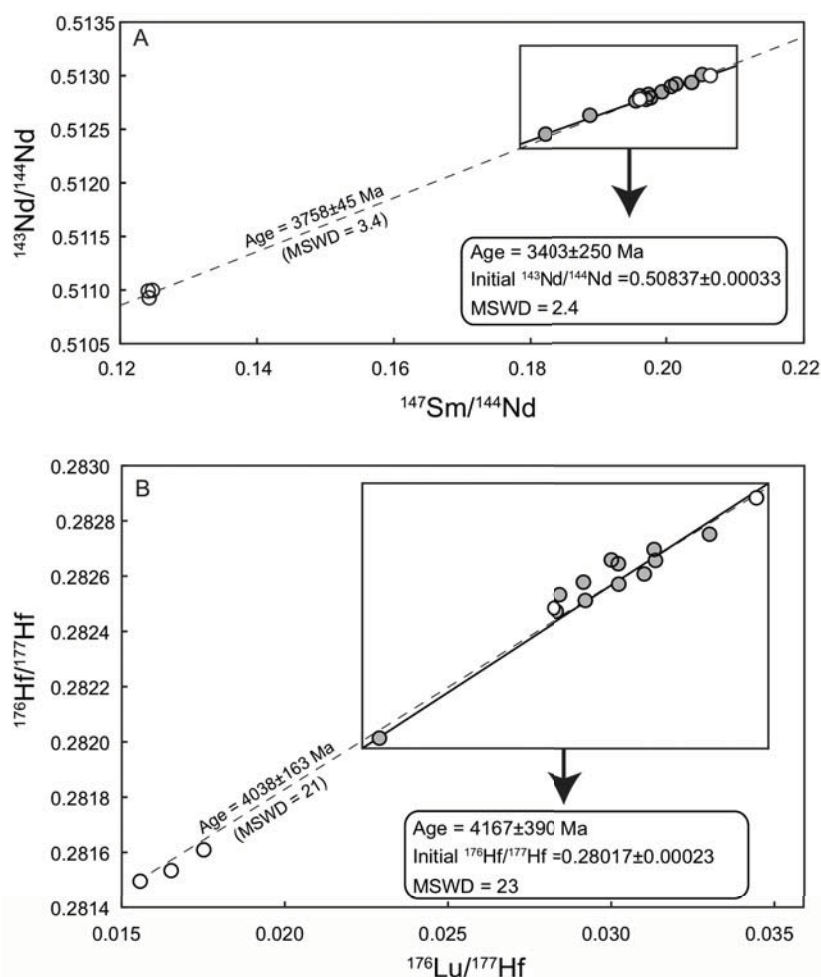 A
0.5135
0.5130
0.5125
0.5120
0.5115
0.5110
0.5105
¹⁴³Nd/¹⁴⁴Nd
Age = 3758±45 Ma
(MSWD = 3.4)
Age = 3403±250 Ma
Initial ¹⁴³Nd/¹⁴⁴Nd =0.50837±0.00033
MSWD = 2.4
0.12 0.14 0.16 0.18 0.20 0.22
¹⁴⁷Sm/¹⁴⁴Nd
B
0.2830
0.2828
0.2826
0.2824
0.2822
0.2820
0.2818
0.2816
0.2814
¹⁷⁶Hf/¹⁷⁷Hf
Age = 4038±163 Ma
(MSWD = 21)
Age = 4167±390 Ma
Initial ¹⁷⁶Hf/¹⁷⁷Hf =0.28017±0.00023
MSWD = 23
0.015 0.020 0.025 0.030 0.035
¹⁷⁶Lu/¹⁷⁷Hf